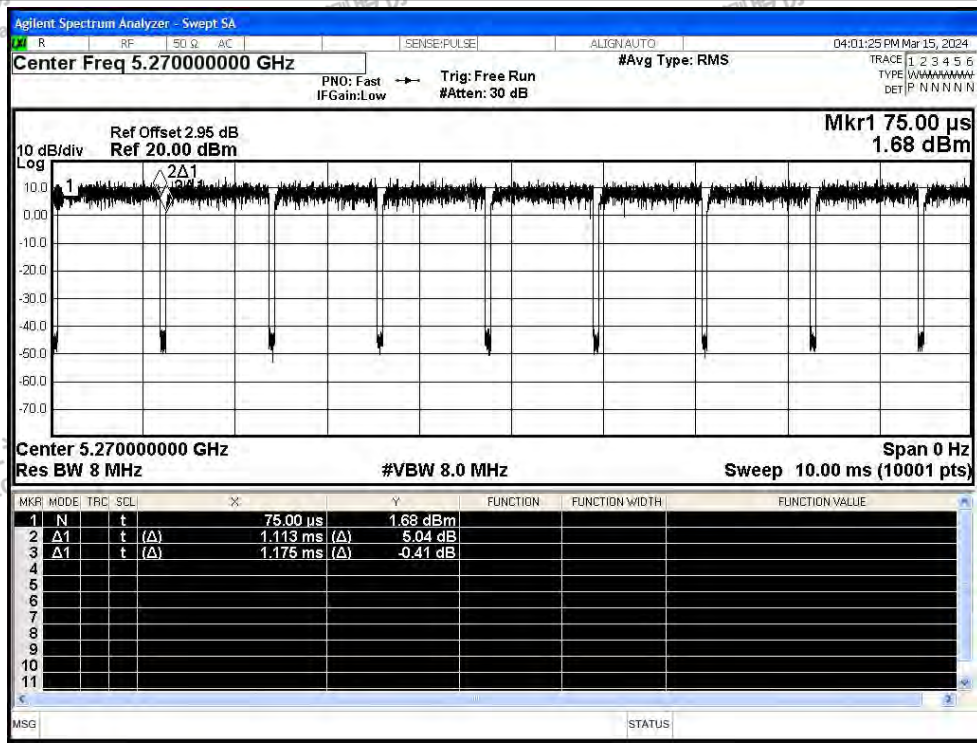 Agilent Spectrum Analyzer - Swept SA
R RF 50 Ω AC SENSE:PULSE ALIGN AUTO 04:01:25 PM Mar 15, 2024
Center Freq 5.270000000 GHz
PNO: Fast
IFGain:Low
Trig: Free Run
#Atten: 30 dB
#Avg Type: RMS
TRACE 1 2 3 4 5 6
TYPE WWWWWW
DET P N N N N N
Mkr1 75.00 µs
1.68 dBm
Ref Offset 2.95 dB
10 dB/div Ref 20.00 dBm
Log
2Δ1
10.0 1
0.00
-10.0
-20.0
-30.0
-40.0
-50.0
-60.0
-70.0
Center 5.270000000 GHz Span 0 Hz
Res BW 8 MHz #VBW 8.0 MHz Sweep 10.00 ms (10001 pts)
MKR MODE TRC SCL X Y FUNCTION FUNCTION WIDTH FUNCTION VALUE
1 N t 75.00 µs 1.68 dBm
2 Δ1 t (Δ) 1.113 ms (Δ) 5.04 dB
3 Δ1 t (Δ) 1.175 ms (Δ) -0.41 dB
4
5
6
7
8
9
10
11
MSG STATUS